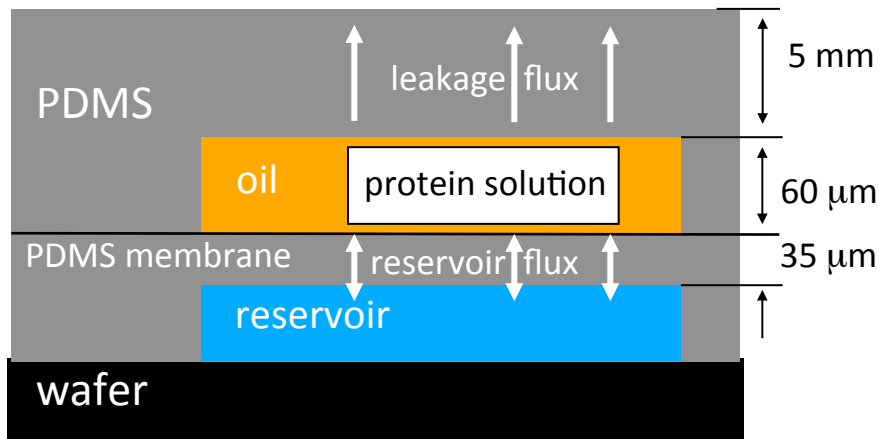 5 mm
leakage flux
PDMS
oil
protein solution
60 μm
PDMS membrane
reservoir flux
35 μm
reservoir
wafer